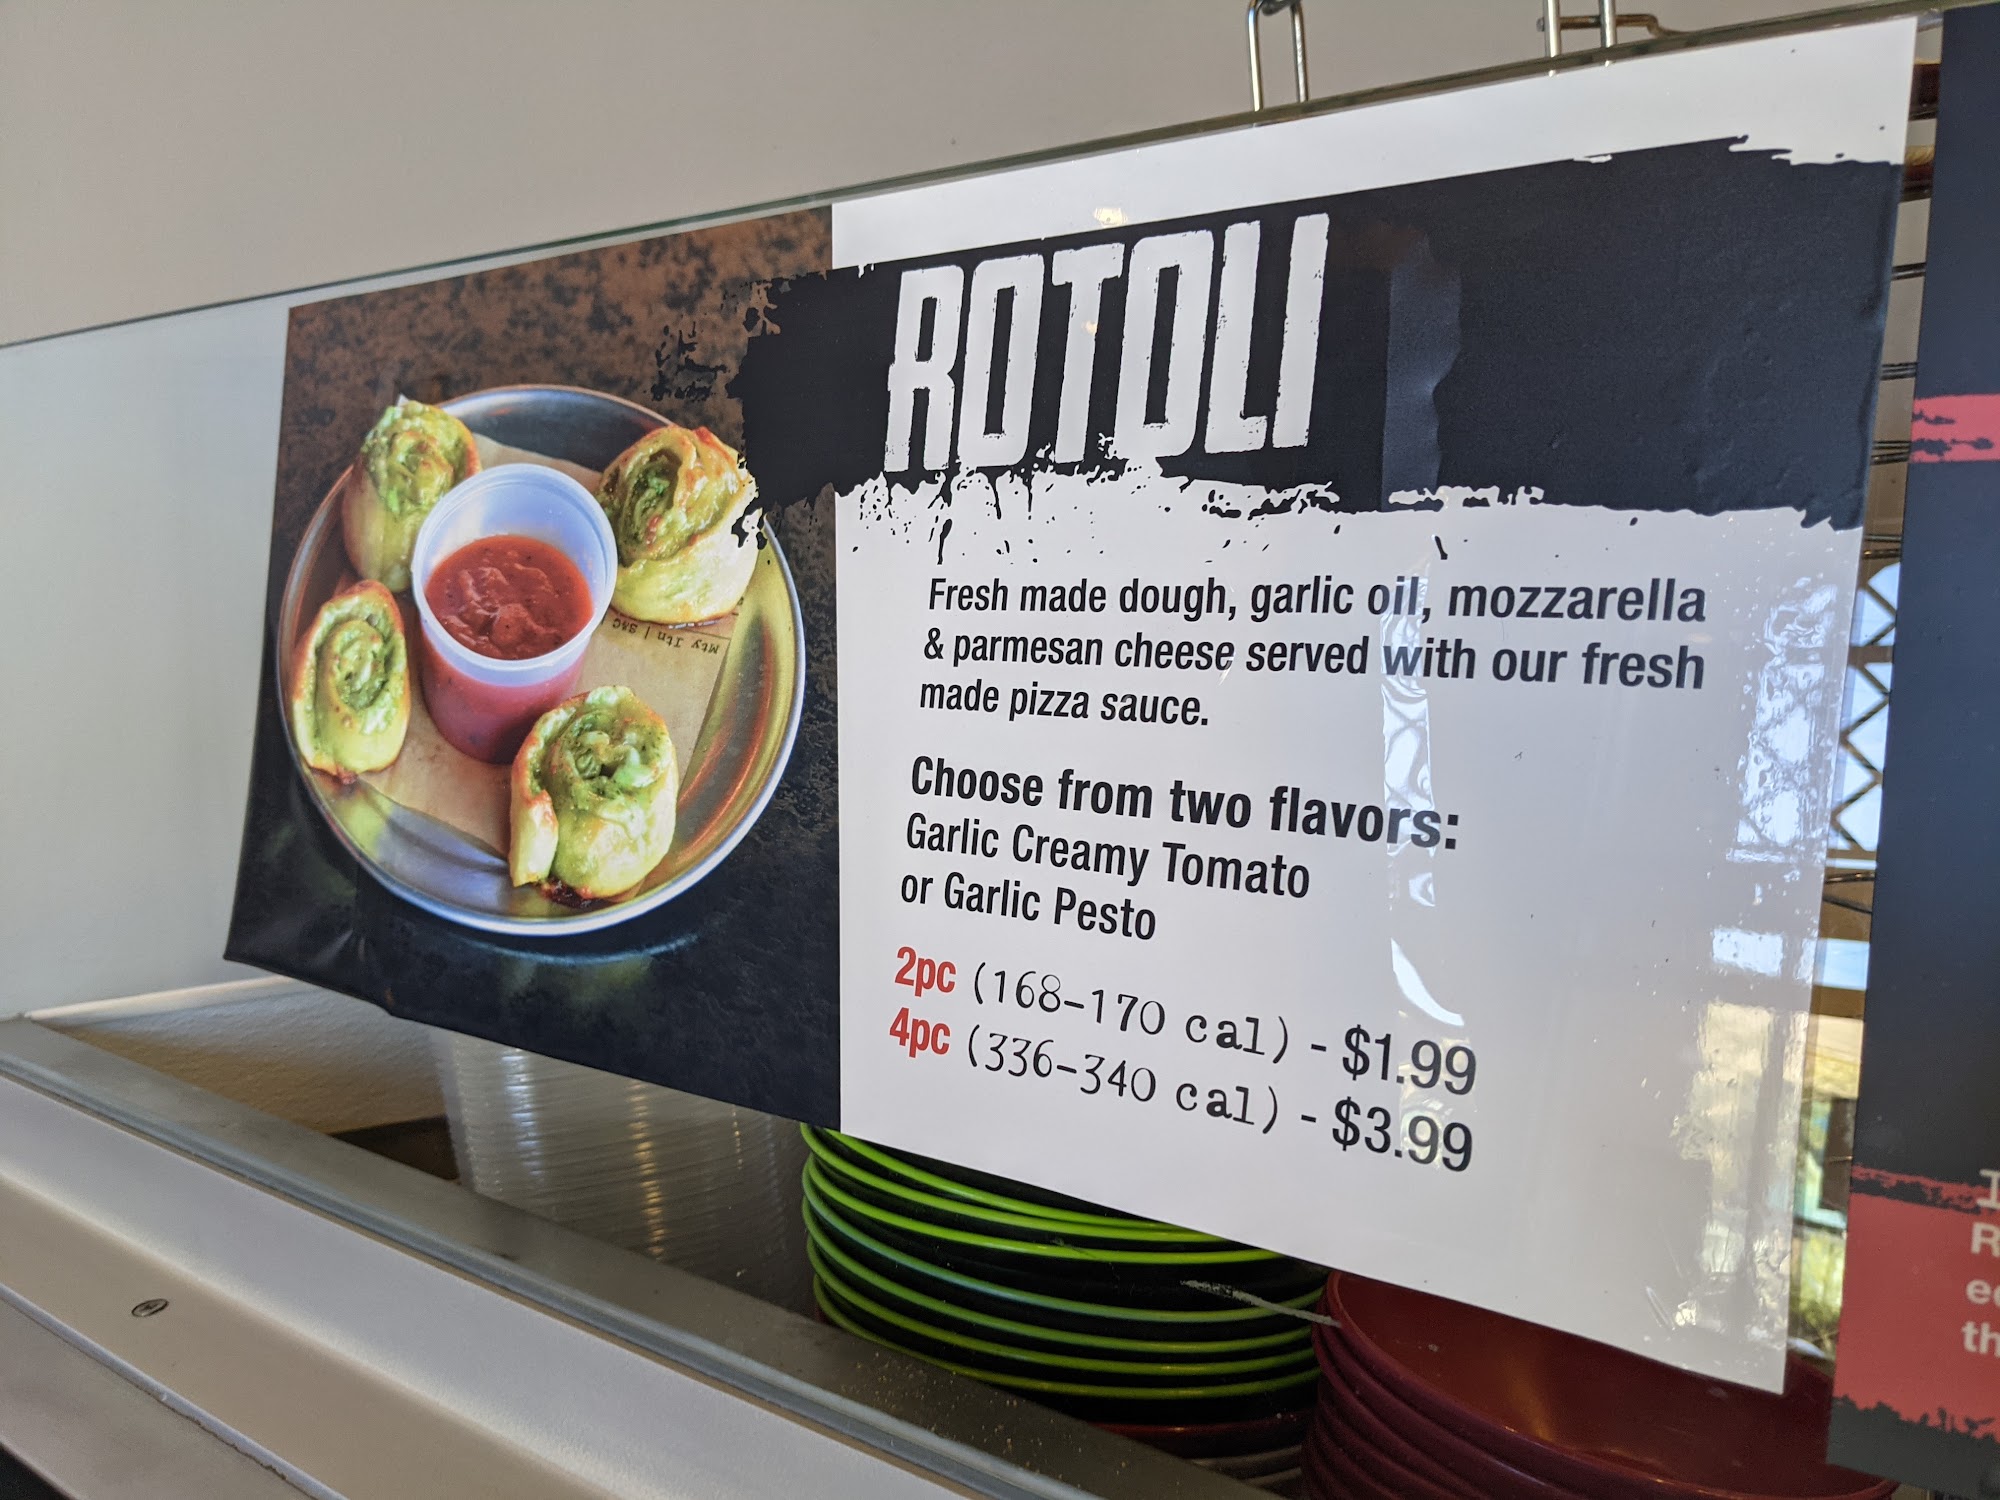 ROTOLI
Fresh made dough, garlic oil, mozzarella
& parmesan cheese served with our fresh
made pizza sauce.
Choose from two flavors:
Garlic Creamy Tomato
or Garlic Pesto
2pc (168-170 cal) - $1.99
4pc (336-340 cal) - $3.99